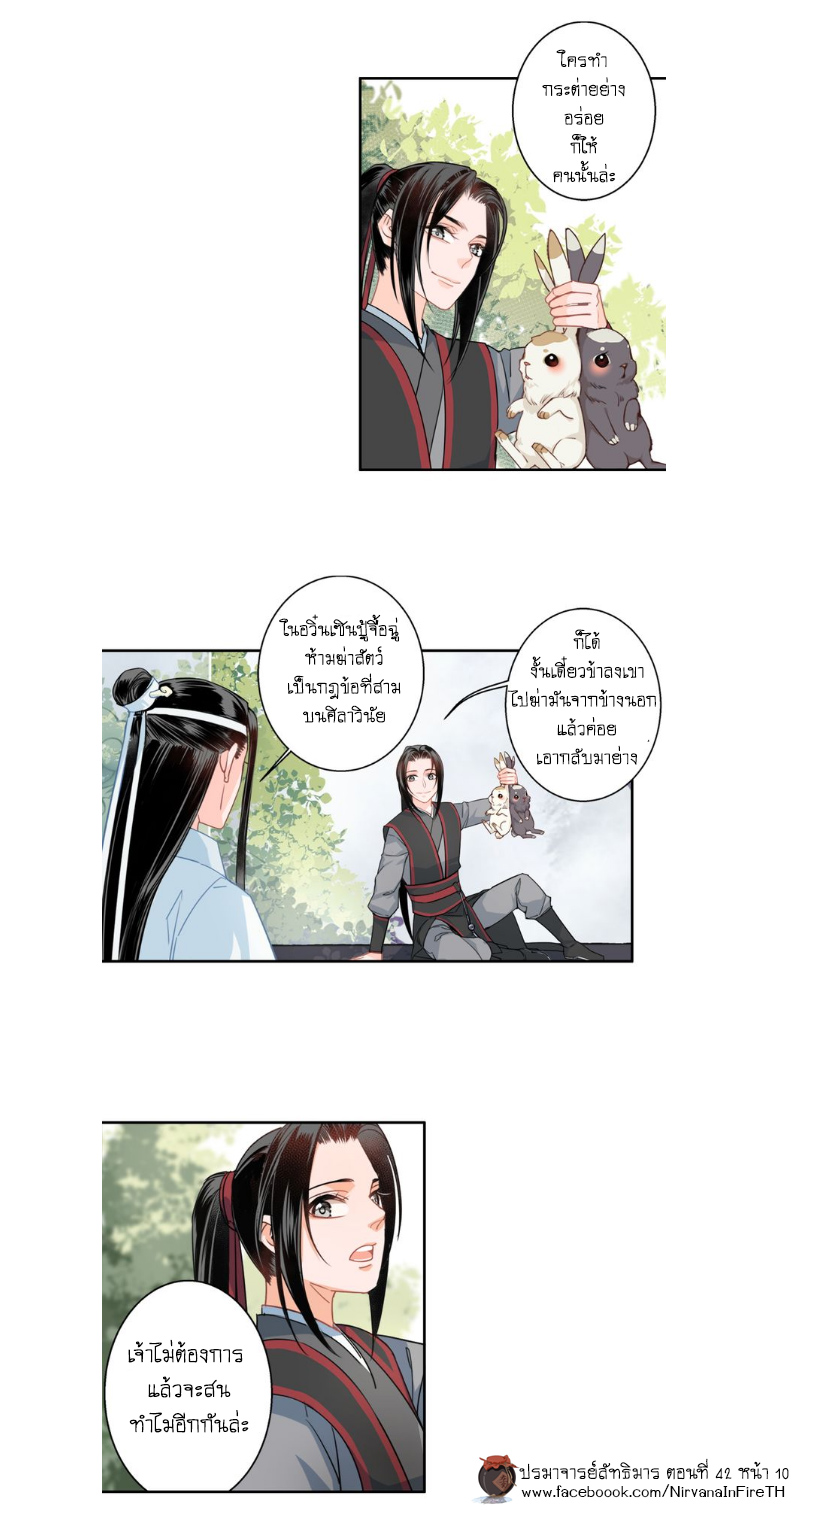 ใครทำ
กระต่ายย่าง
อร่อย
ก็ให้
คนนั้นล่ะ
ในอวิ๋นเซินปู้จื้อฉู่
ห้ามฆ่าสัตว์
เป็นกฎข้อที่สาม
บนศิลาวินัย
ก็ได้
งั้นเดี๋ยวข้าลงเขา
ไปฆ่ามันจากข้างนอก
แล้วค่อย
เอากลับมาย่าง
เจ้าไม่ต้องการ
แล้วจะสน
ทำไมอีกกันล่ะ
ปรมาจารย์ลัทธิมาร ตอนที่ 42 หน้า 10
www.faceboook.com/NirvanaInFireTH